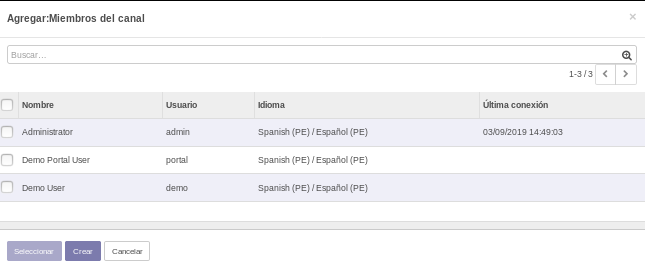 Agregar:Miembros del canal ×
Buscar...
1-3 / 3
Nombre Usuario Idioma Última conexión
Administrator admin Spanish (PE) / Español (PE) 03/09/2019 14:49:03
Demo Portal User portal Spanish (PE) / Español (PE)
Demo User demo Spanish (PE) / Español (PE)
Seleccionar Crear Cancelar